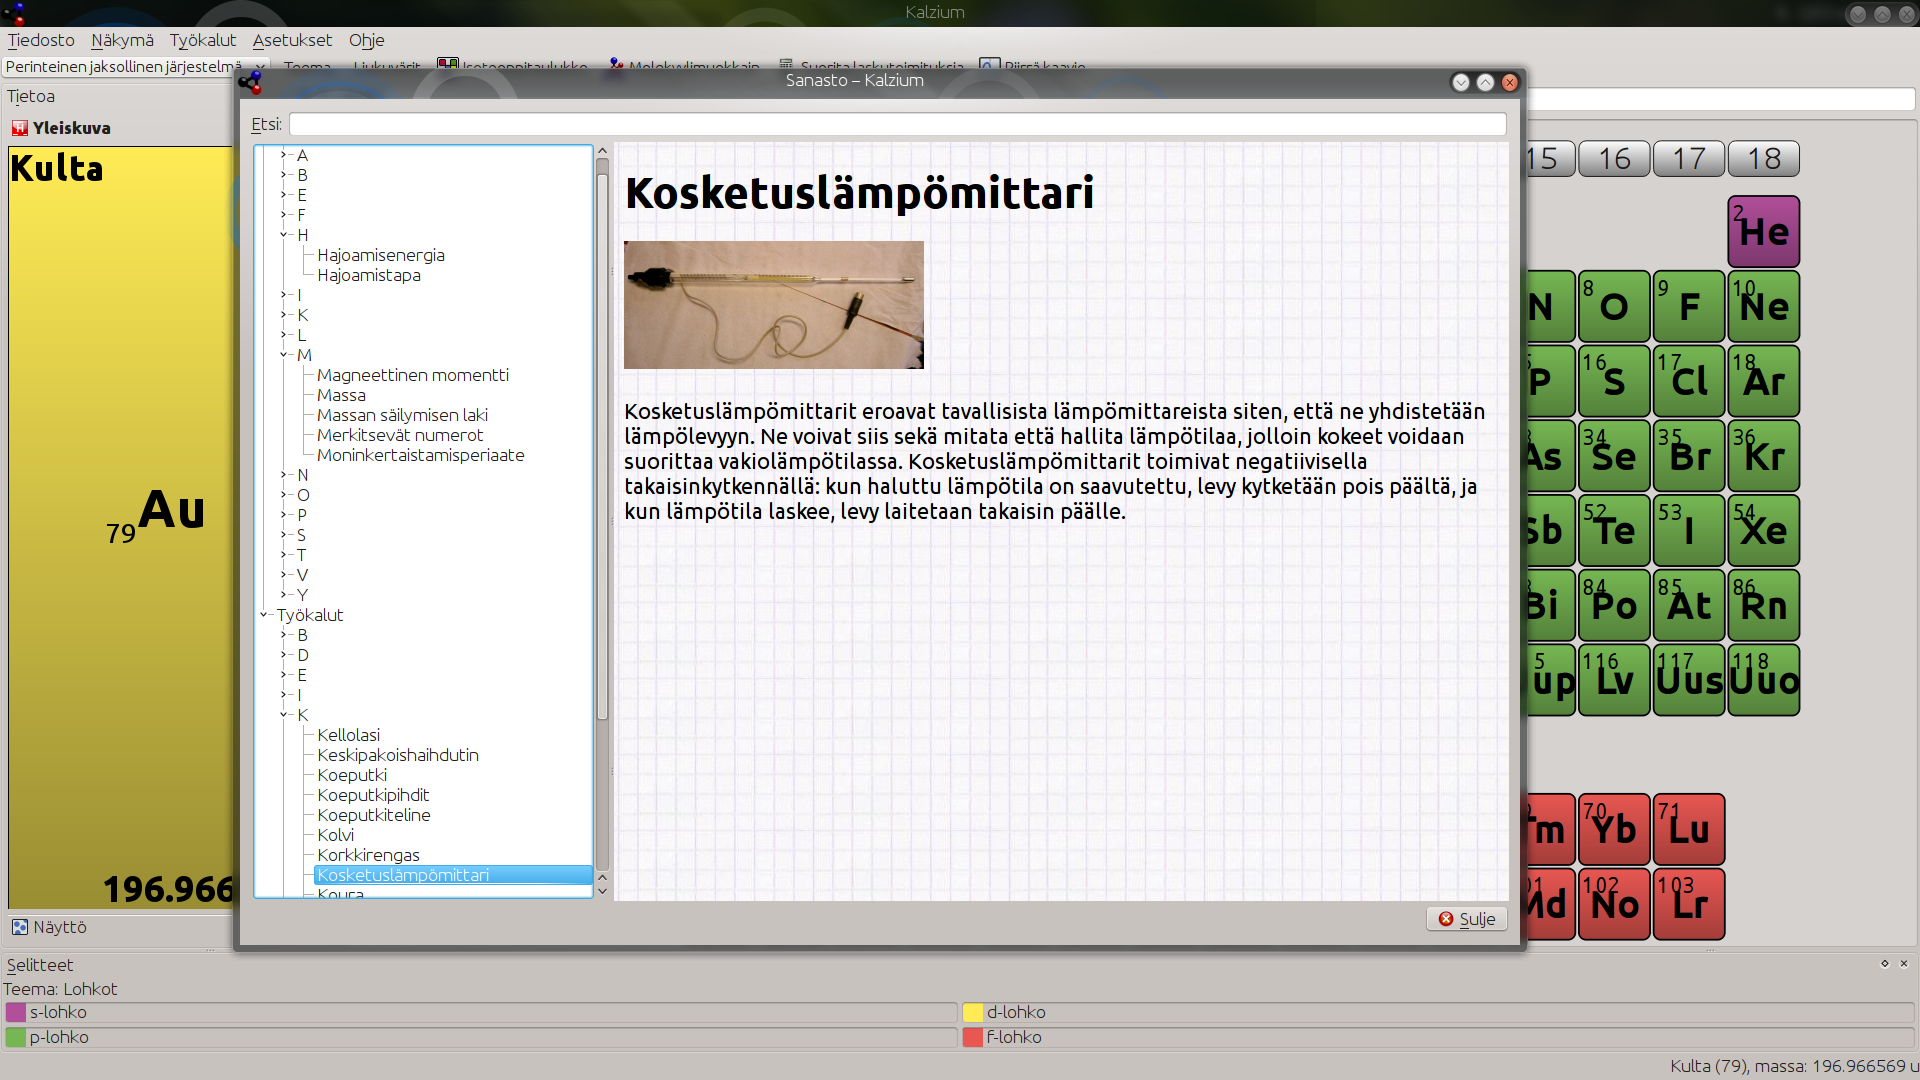 Kalzium
Tiedosto Näkymä Työkalut Asetukset Ohje
Perinteinen jaksollinen järjestelmä
Tietoa
Yleiskuva
Kulta
79 Au
196.966
Näyttö
Sanasto – Kalzium
Etsi:
A
B
E
F
H
Hajoamisenergia
Hajoamistapa
I
K
L
M
Magneettinen momentti
Massa
Massan säilymisen laki
Merkitsevät numerot
Moninkertaistamisperiaate
N
O
P
S
T
V
Y
Työkalut
B
D
E
I
K
Kellolasi
Keskipakoishaihdutin
Koeputki
Koeputkipihdit
Koeputkiteline
Kolvi
Korkkirengas
Kosketuslämpömittari
Koura
Kosketuslämpömittari
Kosketuslämpömittarit eroavat tavallisista lämpömittareista siten, että ne yhdistetään
lämpölevyyn. Ne voivat siis sekä mitata että hallita lämpötilaa, jolloin kokeet voidaan
suorittaa vakiolämpötilassa. Kosketuslämpömittarit toimivat negatiivisella
takaisinkytkennällä: kun haluttu lämpötila on saavutettu, levy kytketään pois päältä, ja
kun lämpötila laskee, levy laitetaan takaisin päälle.
Sulje
15 16 17 18
2 He
N 8 O 9 F 10 Ne
P 16 S 17 Cl 18 Ar
As 34 Se 35 Br 36 Kr
Sb 52 Te 53 I 54 Xe
Bi 84 Po 85 At 86 Rn
5 up 116 Lv 117 Uus 118 Uuo
Tm 70 Yb 71 Lu
01 Md 102 No 103 Lr
Selitteet
Teema: Lohkot
s-lohko d-lohko
p-lohko f-lohko
Kulta (79), massa: 196.966569 u